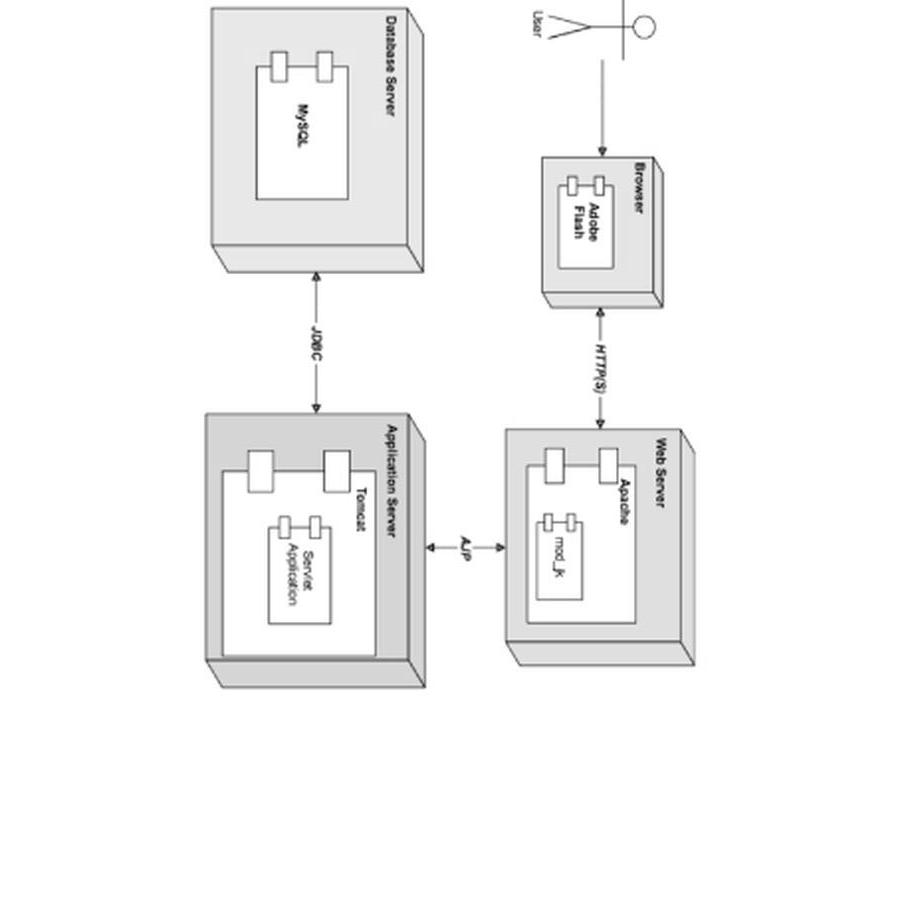 User
Browser
Adobe
Flash
HTTP(S)
Web Server
Apache
mod_jk
AJP
Database Server
MySQL
JDBC
Application Server
Tomcat
Servlet
Application